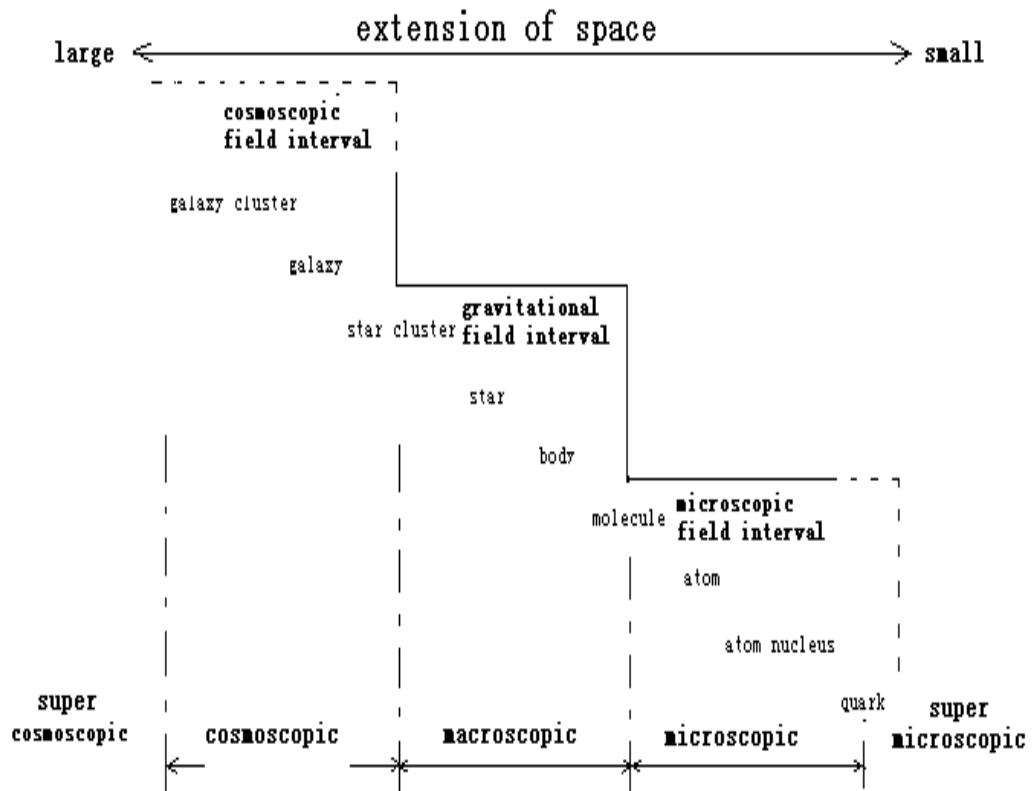 extension of space
large
small
cosmoscopic
field interval
galaxy cluster
galaxy
gravitational
star cluster field interval
star
body
microscopic
molecule field interval
atom
atom nucleus
quark
super
cosmoscopic
cosmoscopic
macroscopic
microscopic
super
microscopic